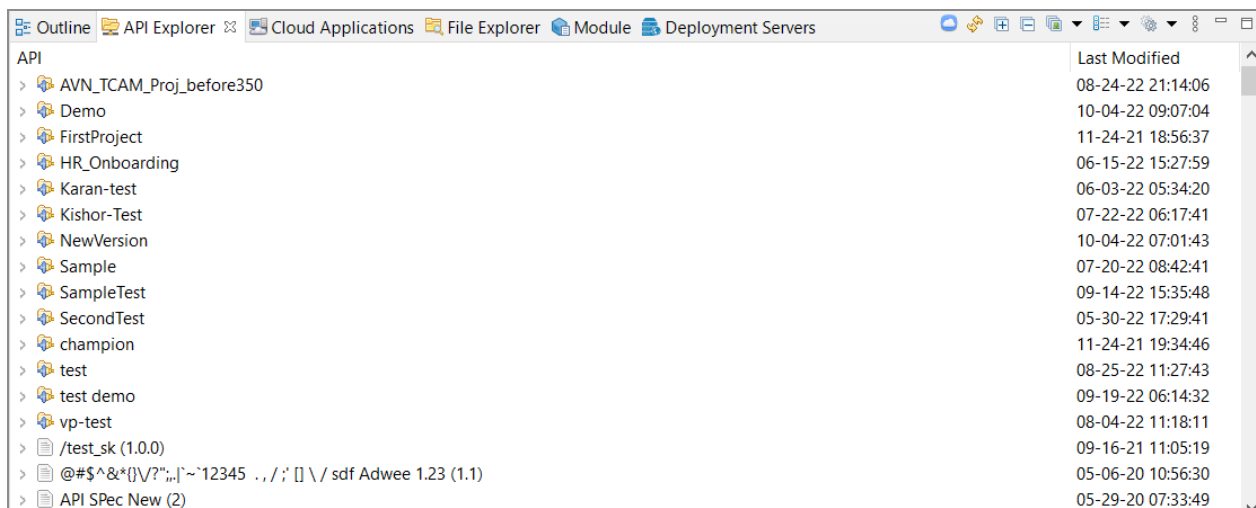 Outline API Explorer Cloud Applications File Explorer Module Deployment Servers
API Last Modified
AVN_TCAM_Proj_before350 08-24-22 21:14:06
Demo 10-04-22 09:07:04
FirstProject 11-24-21 18:56:37
HR_Onboarding 06-15-22 15:27:59
Karan-test 06-03-22 05:34:20
Kishor-Test 07-22-22 06:17:41
NewVersion 10-04-22 07:01:43
Sample 07-20-22 08:42:41
SampleTest 09-14-22 15:35:48
SecondTest 05-30-22 17:29:41
champion 11-24-21 19:34:46
test 08-25-22 11:27:43
test demo 09-19-22 06:14:32
vp-test 08-04-22 11:18:11
/test_sk (1.0.0) 09-16-21 11:05:19
@#$^&*{}\/?";,.|`~`12345 . , / ;' [] \ / sdf Adwee 1.23 (1.1) 05-06-20 10:56:30
API SPec New (2) 05-29-20 07:33:49